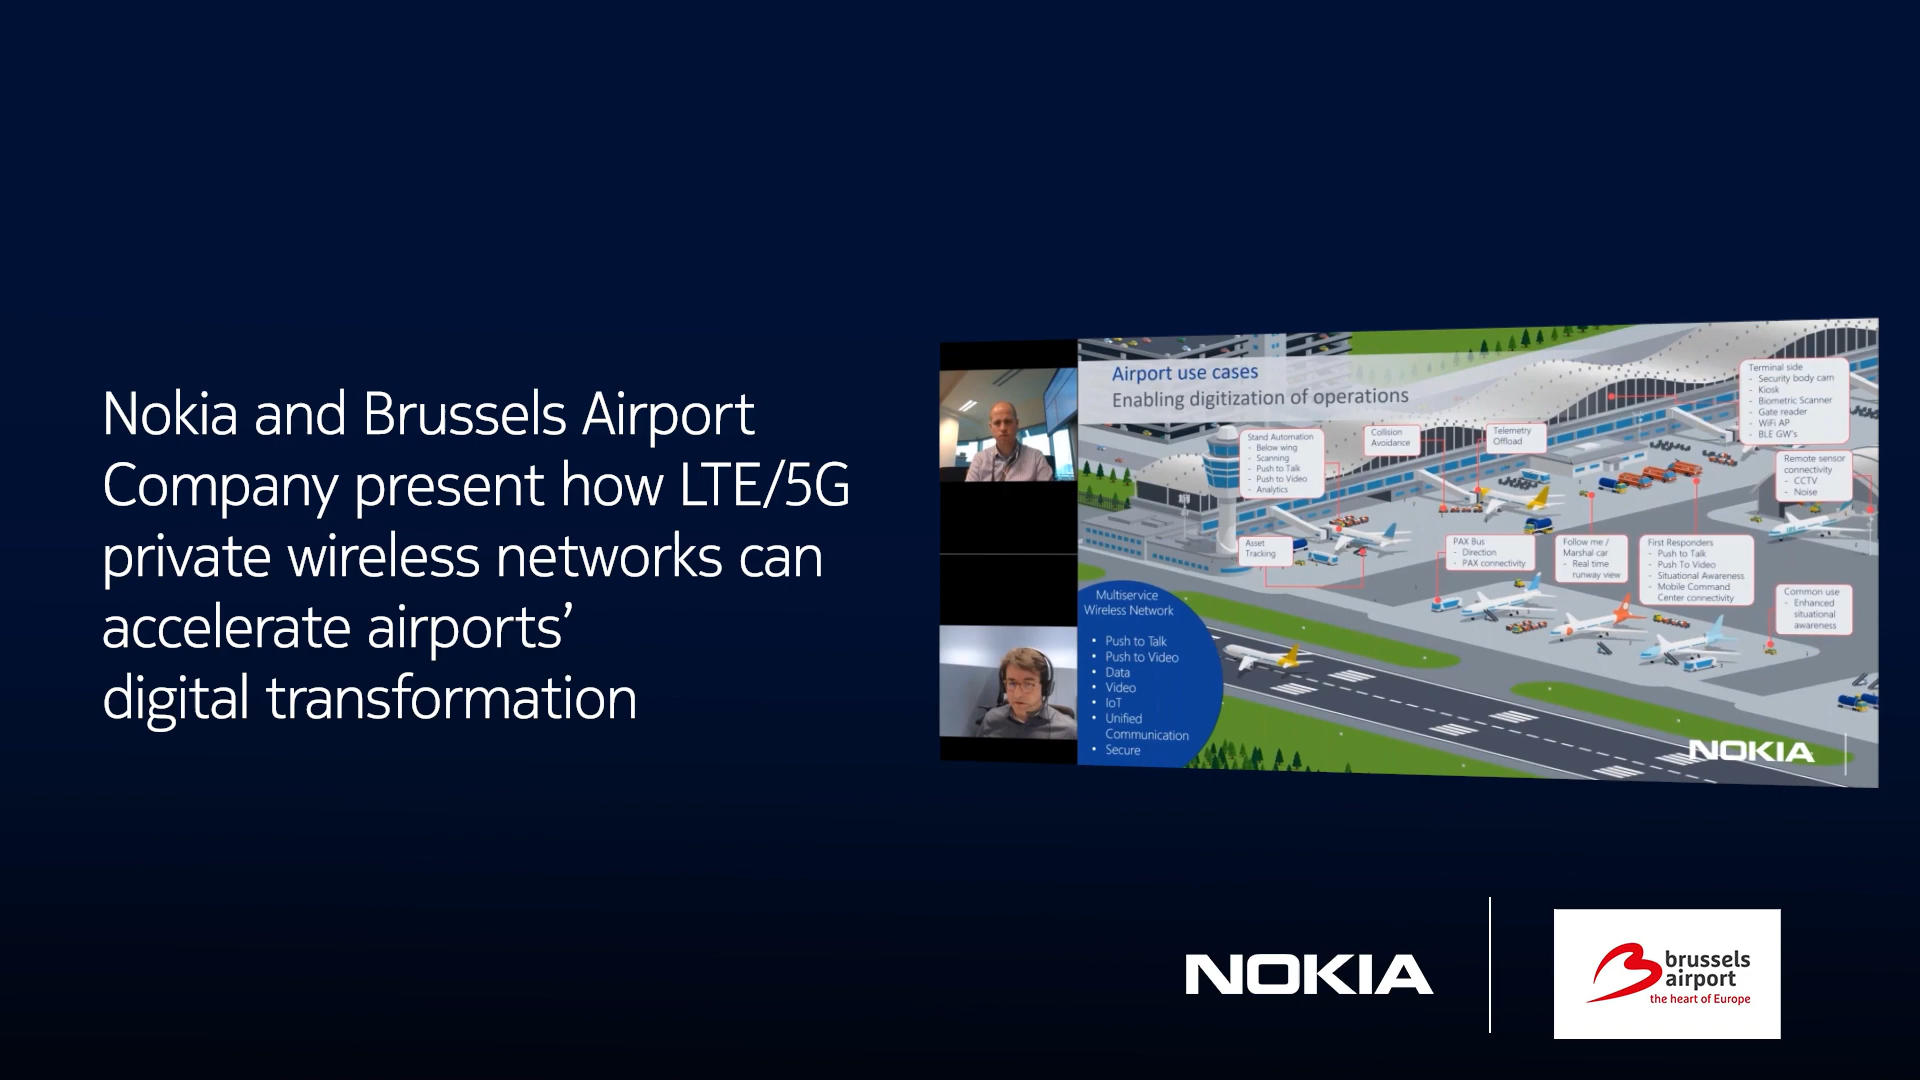 Nokia and Brussels Airport
Company present how LTE/5G
private wireless networks can
accelerate airports’
digital transformation
Airport use cases
Enabling digitization of operations
Stand Automation
- Below wing
- Scanning
- Push to Talk
- Push to Video
- Analytics
Collision
Avoidance
Telemetry
Offload
Terminal side
- Security body cam
- Kiosk
- Biometric Scanner
- Gate reader
- WiFi AP
- BLE GW's
Remote sensor
connectivity
- CCTV
- Noise
Asset
Tracking
PAX Bus
- Direction
- PAX connectivity
Follow me /
Marshal car
- Real time
runway view
First Responders
- Push to Talk
- Push To Video
- Situational Awareness
- Mobile Command
Center connectivity
Common use
- Enhanced
situational
awareness
Multiservice
Wireless Network
• Push to Talk
• Push to Video
• Data
• Video
• IoT
• Unified
Communication
• Secure
NOKIA
NOKIA
brussels
airport
the heart of Europe